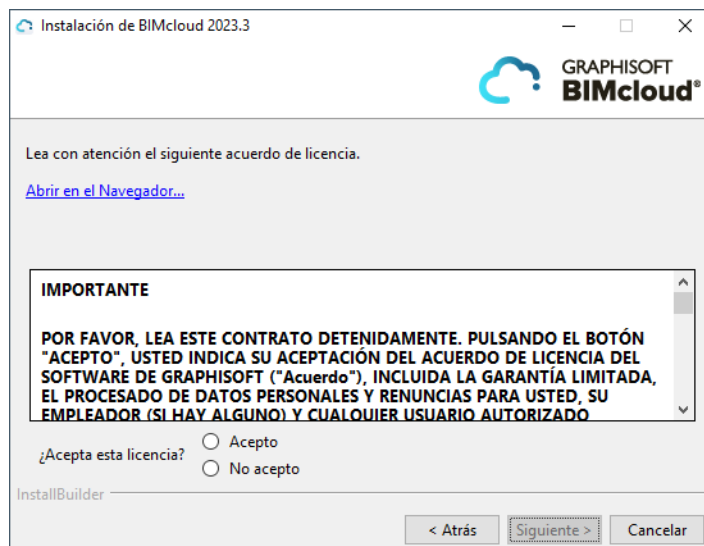 Instalación de BIMcloud 2023.3
GRAPHISOFT
BIMcloud®
Lea con atención el siguiente acuerdo de licencia.
Abrir en el Navegador...
IMPORTANTE
POR FAVOR, LEA ESTE CONTRATO DETENIDAMENTE. PULSANDO EL BOTÓN
"ACEPTO", USTED INDICA SU ACEPTACIÓN DEL ACUERDO DE LICENCIA DEL
SOFTWARE DE GRAPHISOFT ("Acuerdo"), INCLUIDA LA GARANTÍA LIMITADA,
EL PROCESADO DE DATOS PERSONALES Y RENUNCIAS PARA USTED, SU
EMPLEADOR (SI HAY ALGUNO) Y CUALQUIER USUARIO AUTORIZADO
¿Acepta esta licencia?
Acepto
No acepto
InstallBuilder
< Atrás
Siguiente >
Cancelar